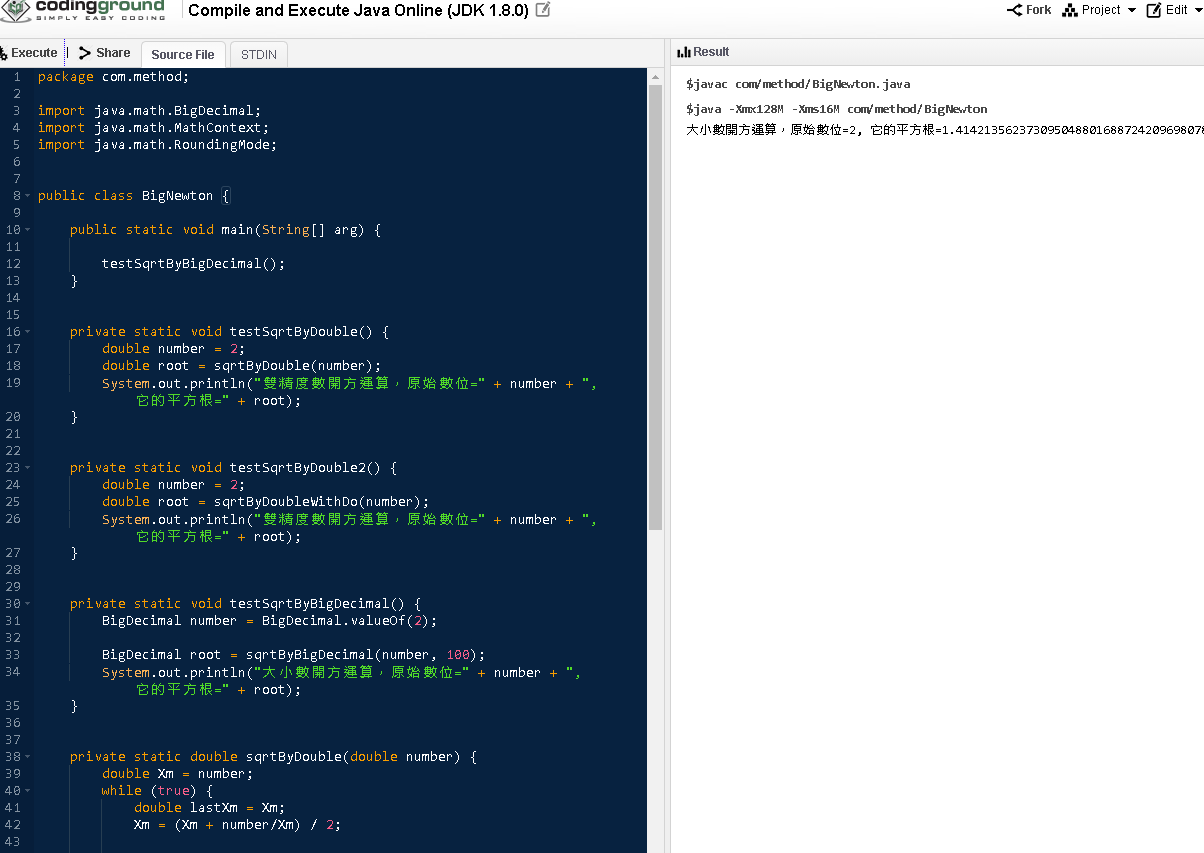 codingground
SIMPLY EASY CODING
Compile and Execute Java Online (JDK 1.8.0)
Fork Project Edit
Execute | Share Source File STDIN
1 package com.method;
2
3 import java.math.BigDecimal;
4 import java.math.MathContext;
5 import java.math.RoundingMode;
6
7
8 public class BigNewton {
9
10 public static void main(String[] arg) {
11
12 testSqrtByBigDecimal();
13 }
14
15
16 private static void testSqrtByDouble() {
17 double number = 2;
18 double root = sqrtByDouble(number);
19 System.out.println("雙精度數開方運算，原始數位=" + number + ",
它的平方根=" + root);
20 }
21
22
23 private static void testSqrtByDouble2() {
24 double number = 2;
25 double root = sqrtByDoubleWithDo(number);
26 System.out.println("雙精度數開方運算，原始數位=" + number + ",
它的平方根=" + root);
27 }
28
29
30 private static void testSqrtByBigDecimal() {
31 BigDecimal number = BigDecimal.valueOf(2);
32
33 BigDecimal root = sqrtByBigDecimal(number, 100);
34 System.out.println("大小數開方運算，原始數位=" + number + ",
它的平方根=" + root);
35 }
36
37
38 private static double sqrtByDouble(double number) {
39 double Xm = number;
40 while (true) {
41 double lastXm = Xm;
42 Xm = (Xm + number/Xm) / 2;
43
Result
$javac com/method/BigNewton.java
$java -Xmx128M -Xms16M com/method/BigNewton
大小數開方運算，原始數位=2, 它的平方根=1.414213562373095048801688724209698078